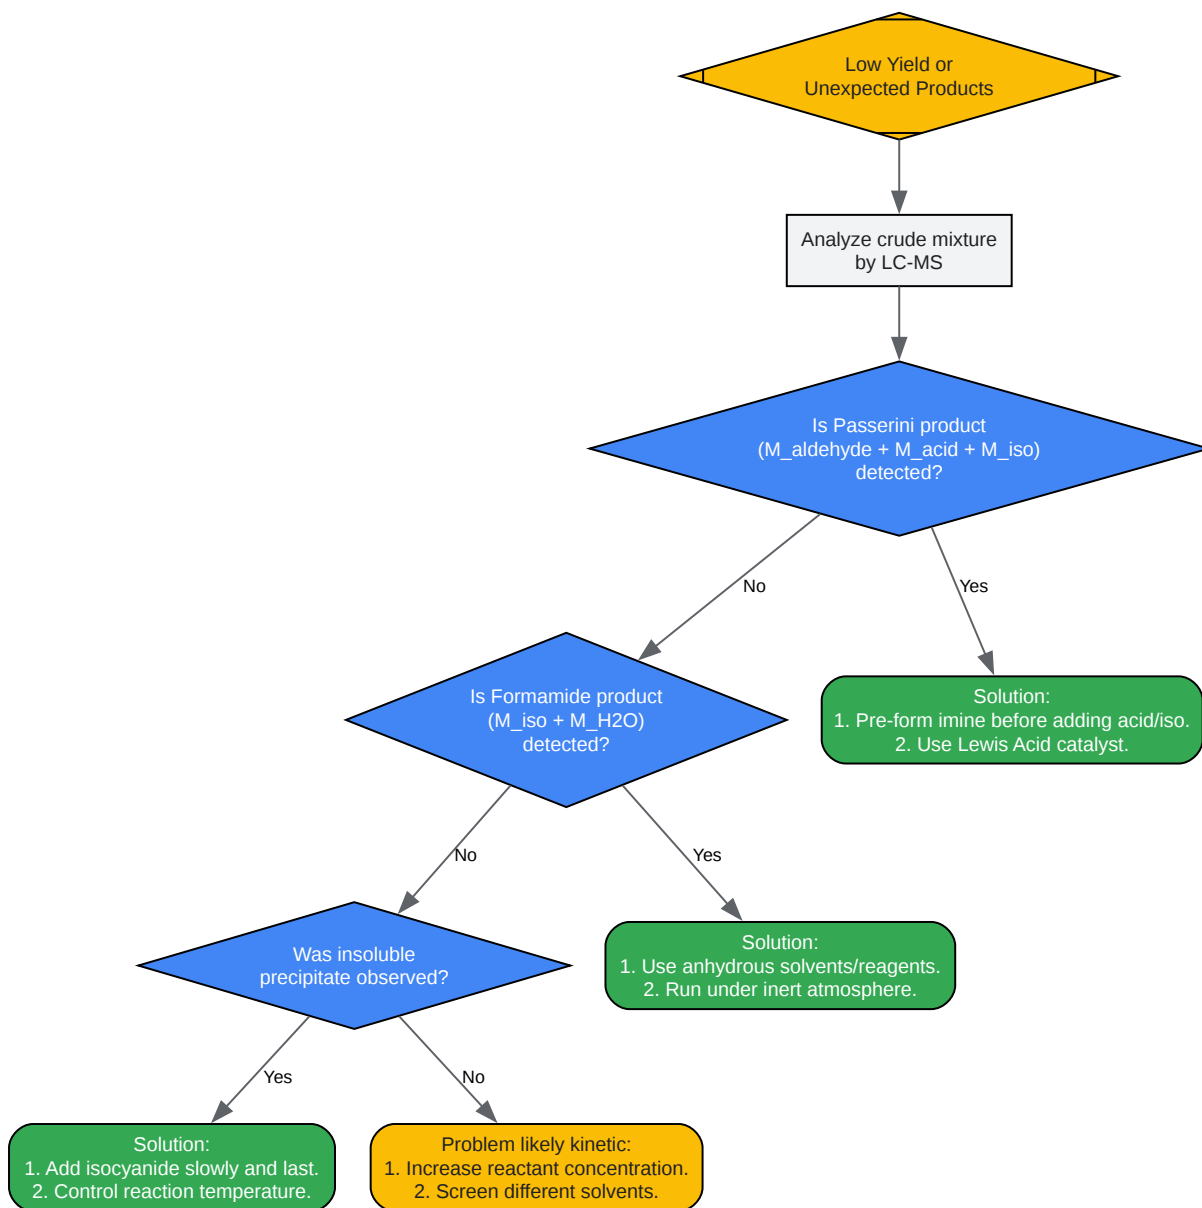 Low Yield or
Unexpected Products
Analyze crude mixture
by LC-MS
Is Passerini product
(M_aldehyde + M_acid + M_iso)
detected?
No
Yes
Is Formamide product
(M_iso + M_H2O)
detected?
Solution:
1. Pre-form imine before adding acid/iso.
2. Use Lewis Acid catalyst.
No
Yes
Was insoluble
precipitate observed?
Solution:
1. Use anhydrous solvents/reagents.
2. Run under inert atmosphere.
Yes
No
Solution:
1. Add isocyanide slowly and last.
2. Control reaction temperature.
Problem likely kinetic:
1. Increase reactant concentration.
2. Screen different solvents.